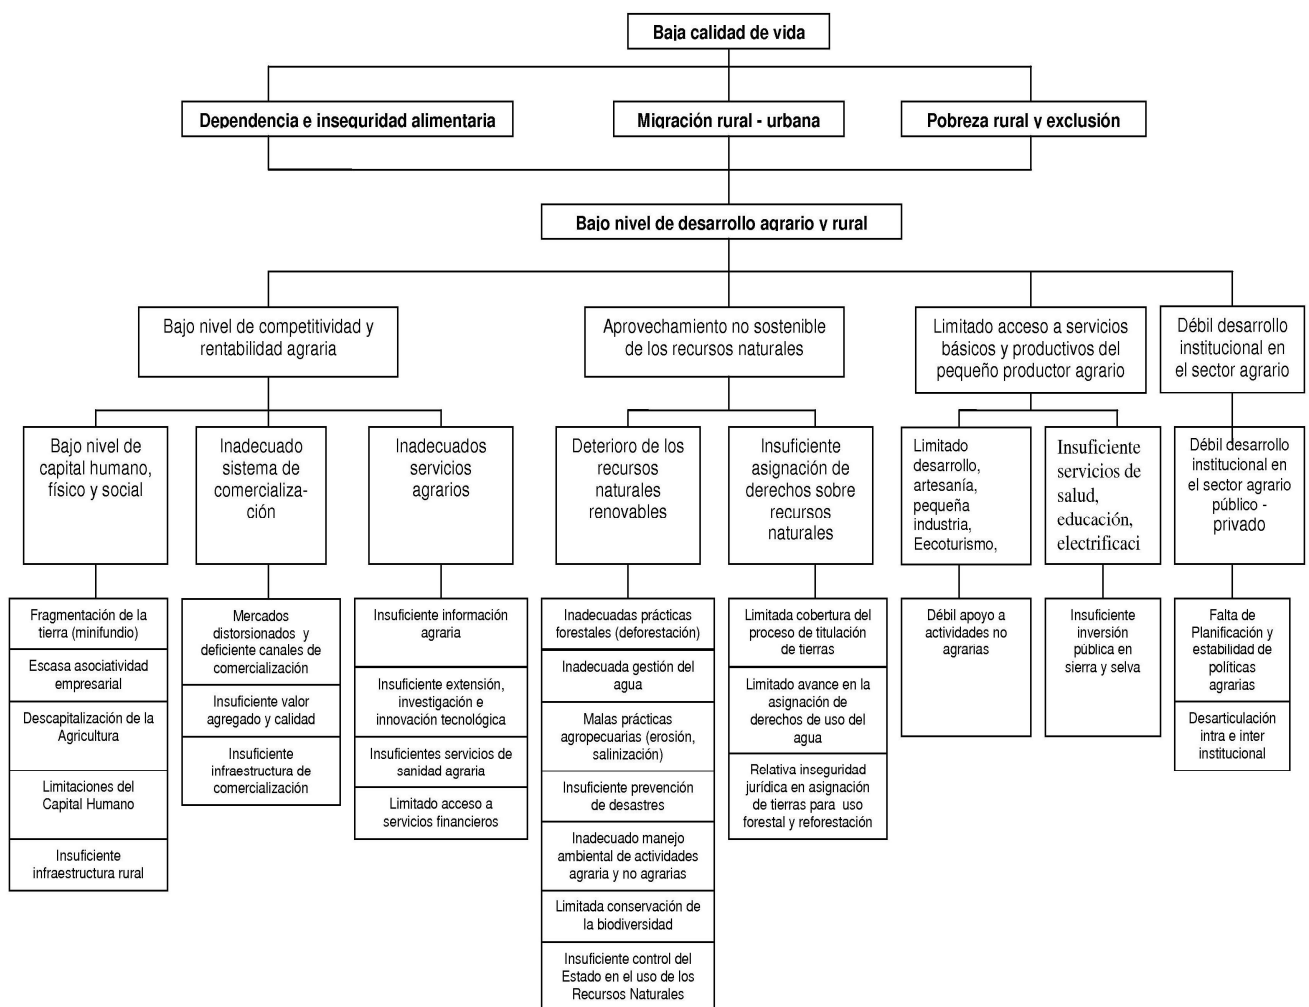 Baja calidad de vida
Dependencia e inseguridad alimentaria
Migración rural - urbana
Pobreza rural y exclusión
Bajo nivel de desarrollo agrario y rural
Bajo nivel de competitividad y
rentabilidad agraria
Aprovechamiento no sostenible
de los recursos naturales
Limitado acceso a servicios
básicos y productivos del
pequeño productor agrario
Débil desarrollo
institucional en
el sector agrario
Bajo nivel de
capital humano,
físico y social
Inadecuado
sistema de
comercializa-
ción
Inadecuados
servicios
agrarios
Deterioro de los
recursos
naturales
renovables
Insuficiente
asignación de
derechos sobre
recursos
naturales
Limitado
desarrollo,
artesanía,
pequeña
industria,
Eecoturismo,
Insuficiente
servicios de
salud,
educación,
electrificaci
Débil desarrollo
institucional en
el sector agrario
público -
privado
Fragmentación de la
tierra (minifundio)
Escasa asociatividad
empresarial
Descapitalización de la
Agricultura
Limitaciones del
Capital Humano
Insuficiente
infraestructura rural
Mercados
distorsionados y
deficiente canales de
comercialización
Insuficiente valor
agregado y calidad
Insuficiente
infraestructura de
comercialización
Insuficiente información
agraria
Insuficiente extensión,
investigación e
innovación tecnológica
Insuficientes servicios de
sanidad agraria
Limitado acceso a
servicios financieros
Inadecuadas prácticas
forestales (deforestación)
Inadecuada gestión del
agua
Malas prácticas
agropecuarias (erosión,
salinización)
Insuficiente prevención
de desastres
Inadecuado manejo
ambiental de actividades
agraria y no agrarias
Limitada conservación de
la biodiversidad
Insuficiente control del
Estado en el uso de los
Recursos Naturales
Limitada cobertura del
proceso de titulación
de tierras
Limitado avance en la
asignación de
derechos de uso del
agua
Relativa inseguridad
jurídica en asignación
de tierras para uso
forestal y reforestación
Débil apoyo a
actividades no
agrarias
Insuficiente
inversión
pública en
sierra y selva
Falta de
Planificación y
estabilidad de
políticas
agrarias
Desarticulación
intra e inter
institucional